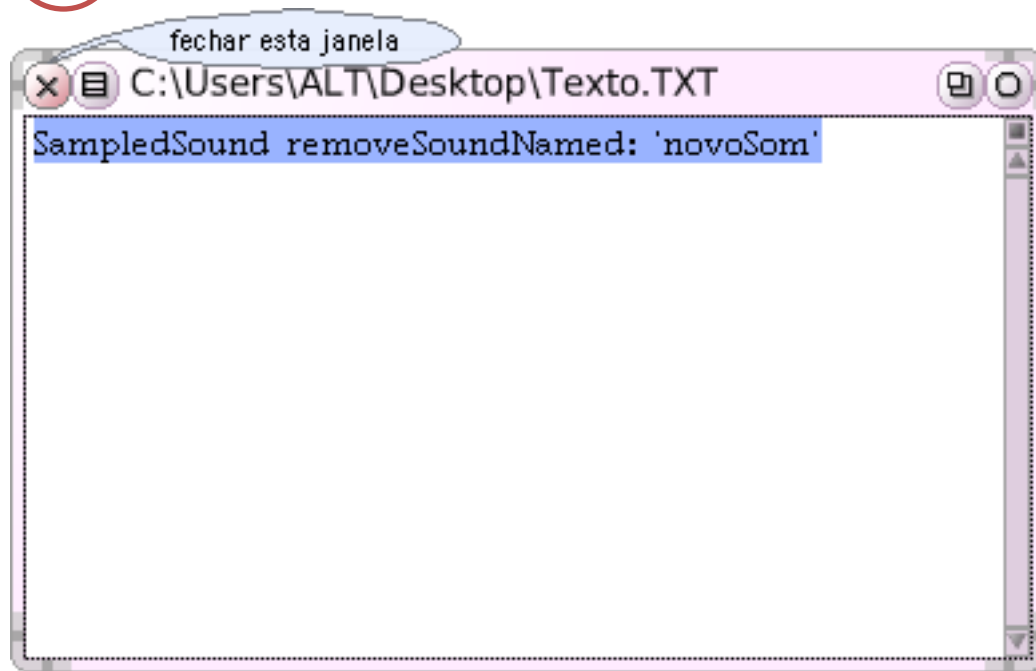 fechar esta janela
C:\Users\ALT\Desktop\Texto.TXT
SampledSound removeSoundNamed: 'novoSom'